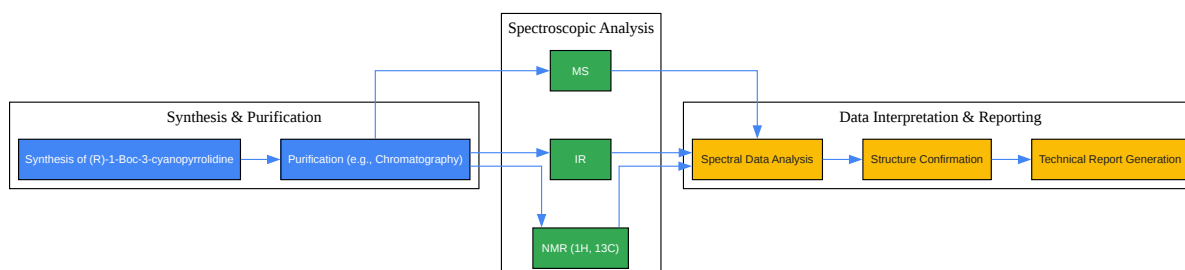 Spectroscopic Analysis
MS
Synthesis & Purification
Data Interpretation & Reporting
Synthesis of (R)-1-Boc-3-cyanopyrrolidine
Purification (e.g., Chromatography)
IR
Spectral Data Analysis
Structure Confirmation
Technical Report Generation
NMR (1H, 13C)